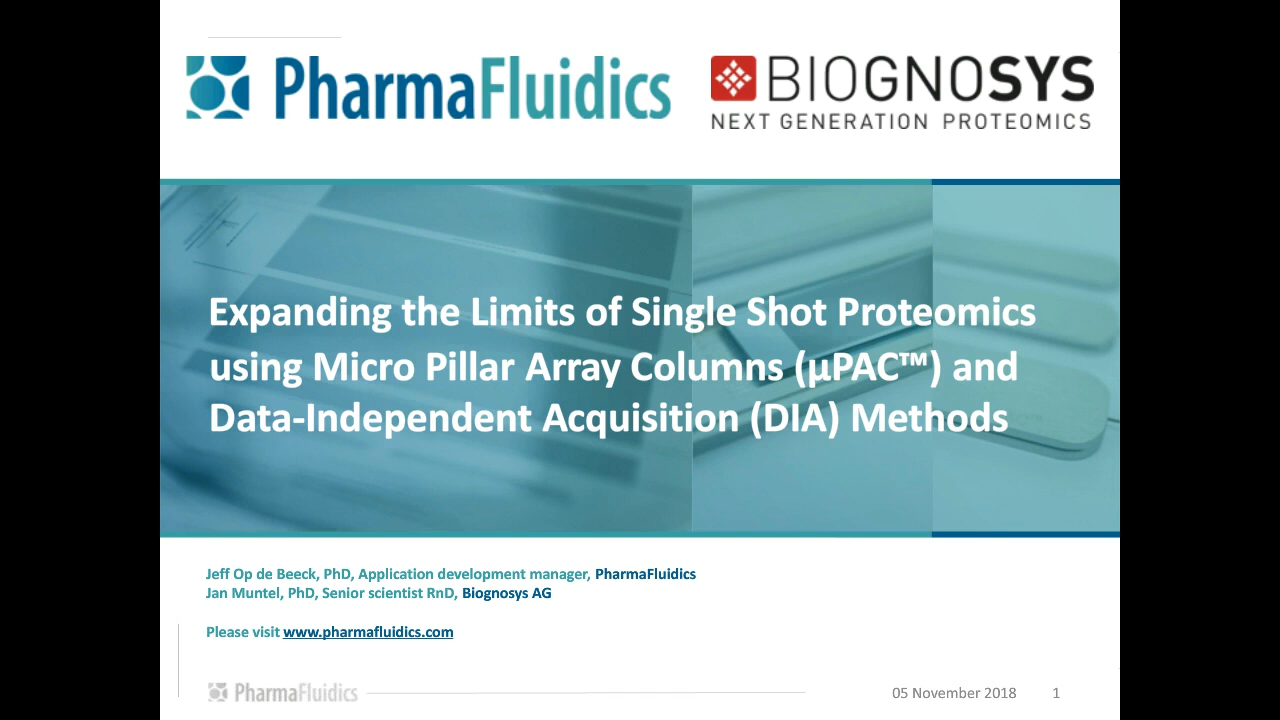 PharmaFluidics
BIOGNOSYS
NEXT GENERATION PROTEOMICS
Expanding the Limits of Single Shot Proteomics
using Micro Pillar Array Columns (µPAC™) and
Data-Independent Acquisition (DIA) Methods
Jeff Op de Beeck, PhD, Application development manager, PharmaFluidics
Jan Muntel, PhD, Senior scientist RnD, Biognosys AG
Please visit www.pharmafluidics.com
PharmaFluidics
05 November 2018 1